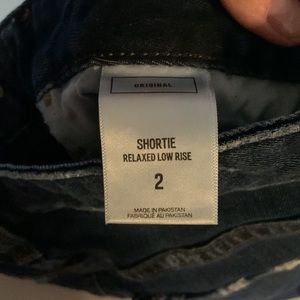 ORIGINAL
SHORTIE
RELAXED LOW RISE
2
MADE IN PAKISTAN
FABRIQUÉ AU PAKISTAN